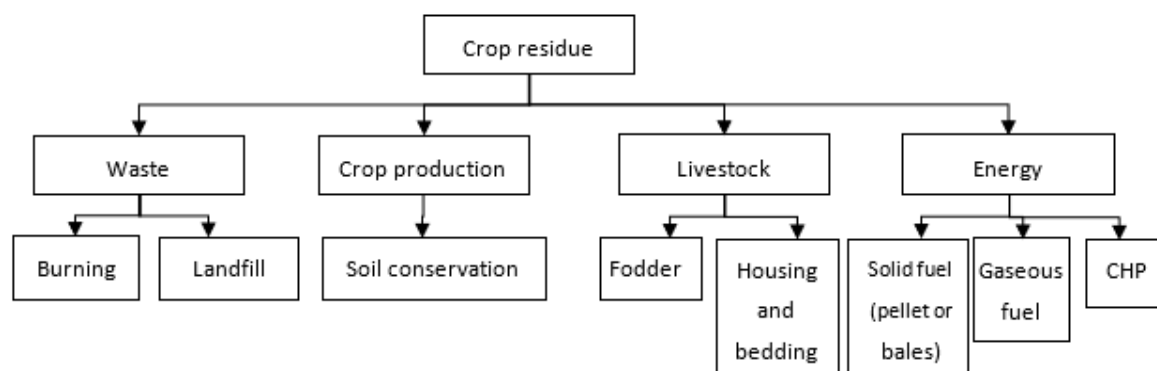 Crop residue
Waste
Crop production
Livestock
Energy
Burning
Landfill
Soil conservation
Fodder
Housing
and
bedding
Solid fuel
(pellet or
bales)
Gaseous
fuel
CHP